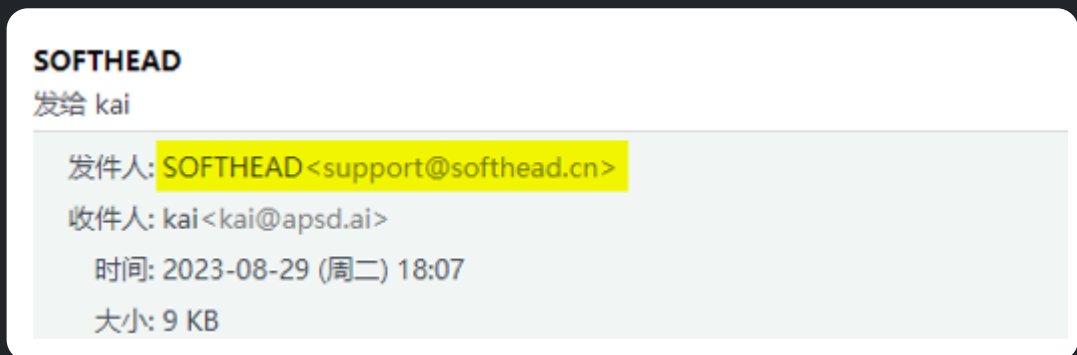 SOFTHEAD
发给 kai
发件人: SOFTHEAD<support@softhead.cn>
收件人: kai<kai@apsd.ai>
时间: 2023-08-29 (周二) 18:07
大小: 9 KB